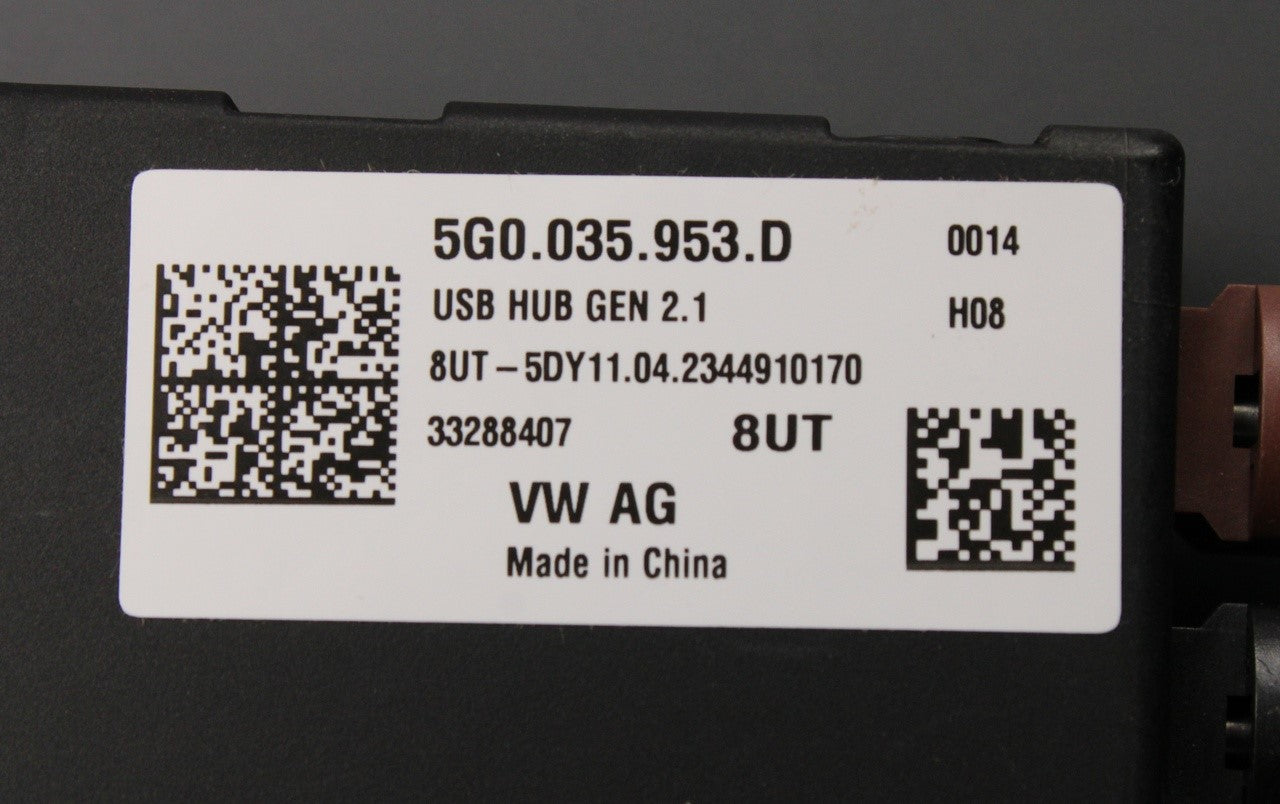 5G0.035.953.D 0014
USB HUB GEN 2.1 H08
8UT-5DY11.04.2344910170
33288407 8UT
VW AG
Made in China